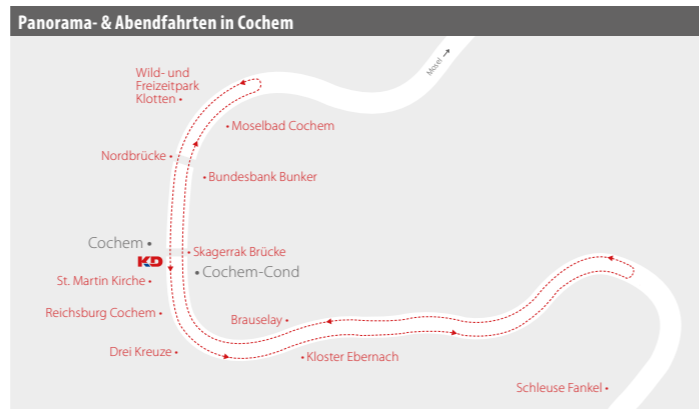 Panorama- & Abendfahrten in Cochem
Mosel
Wild- und
Freizeitpark
Klotten
Moselbad Cochem
Nordbrücke
Bundesbank Bunker
Cochem
KD
Skagerrak Brücke
Cochem-Cond
St. Martin Kirche
Reichsburg Cochem
Brauselay
Drei Kreuze
Kloster Ebernach
Schleuse Fankel